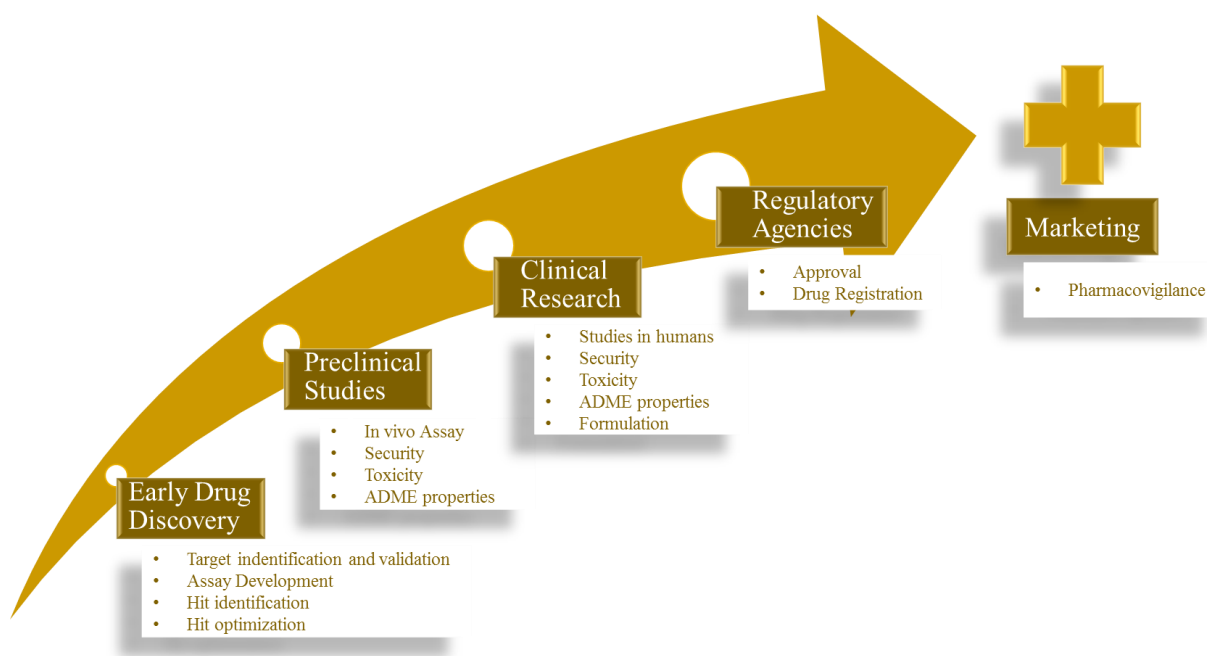 Early Drug
Discovery
• Target indentification and validation
• Assay Development
• Hit identification
• Hit optimization
Preclinical
Studies
• In vivo Assay
• Security
• Toxicity
• ADME properties
Clinical
Research
• Studies in humans
• Security
• Toxicity
• ADME properties
• Formulation
Regulatory
Agencies
• Approval
• Drug Registration
Marketing
• Pharmacovigilance